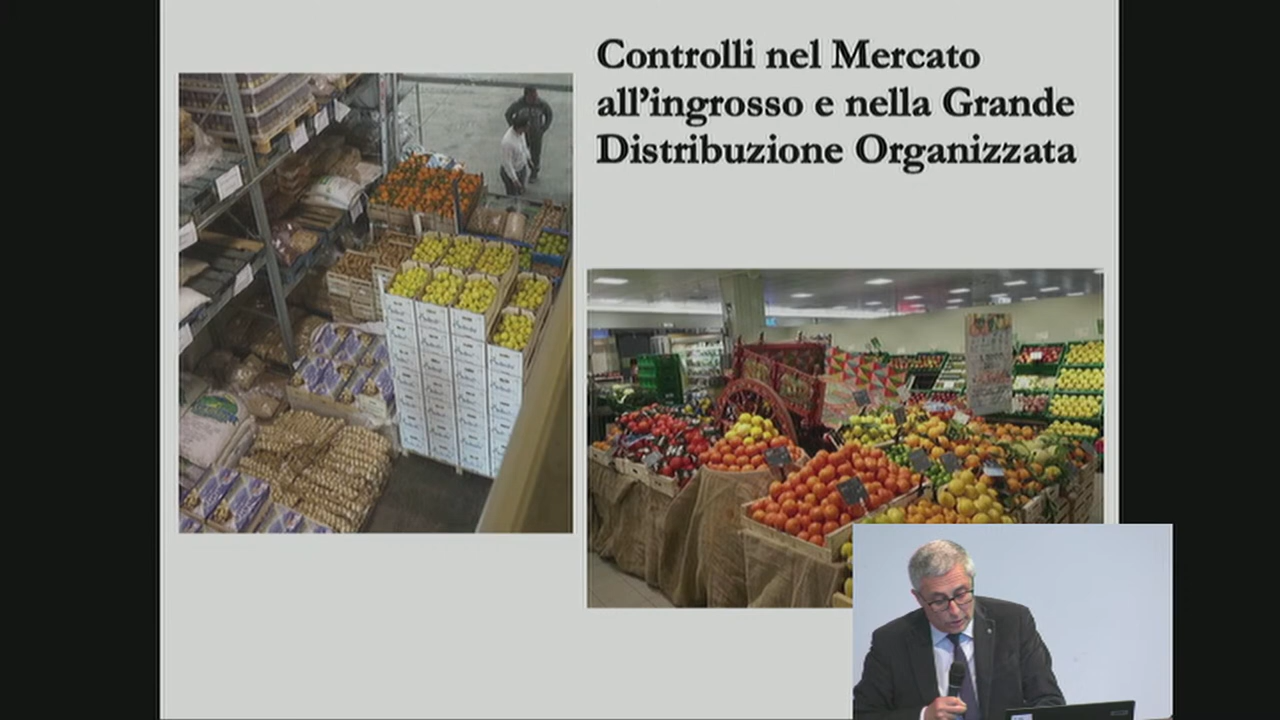 Controlli nel Mercato
all’ingrosso e nella Grande
Distribuzione Organizzata